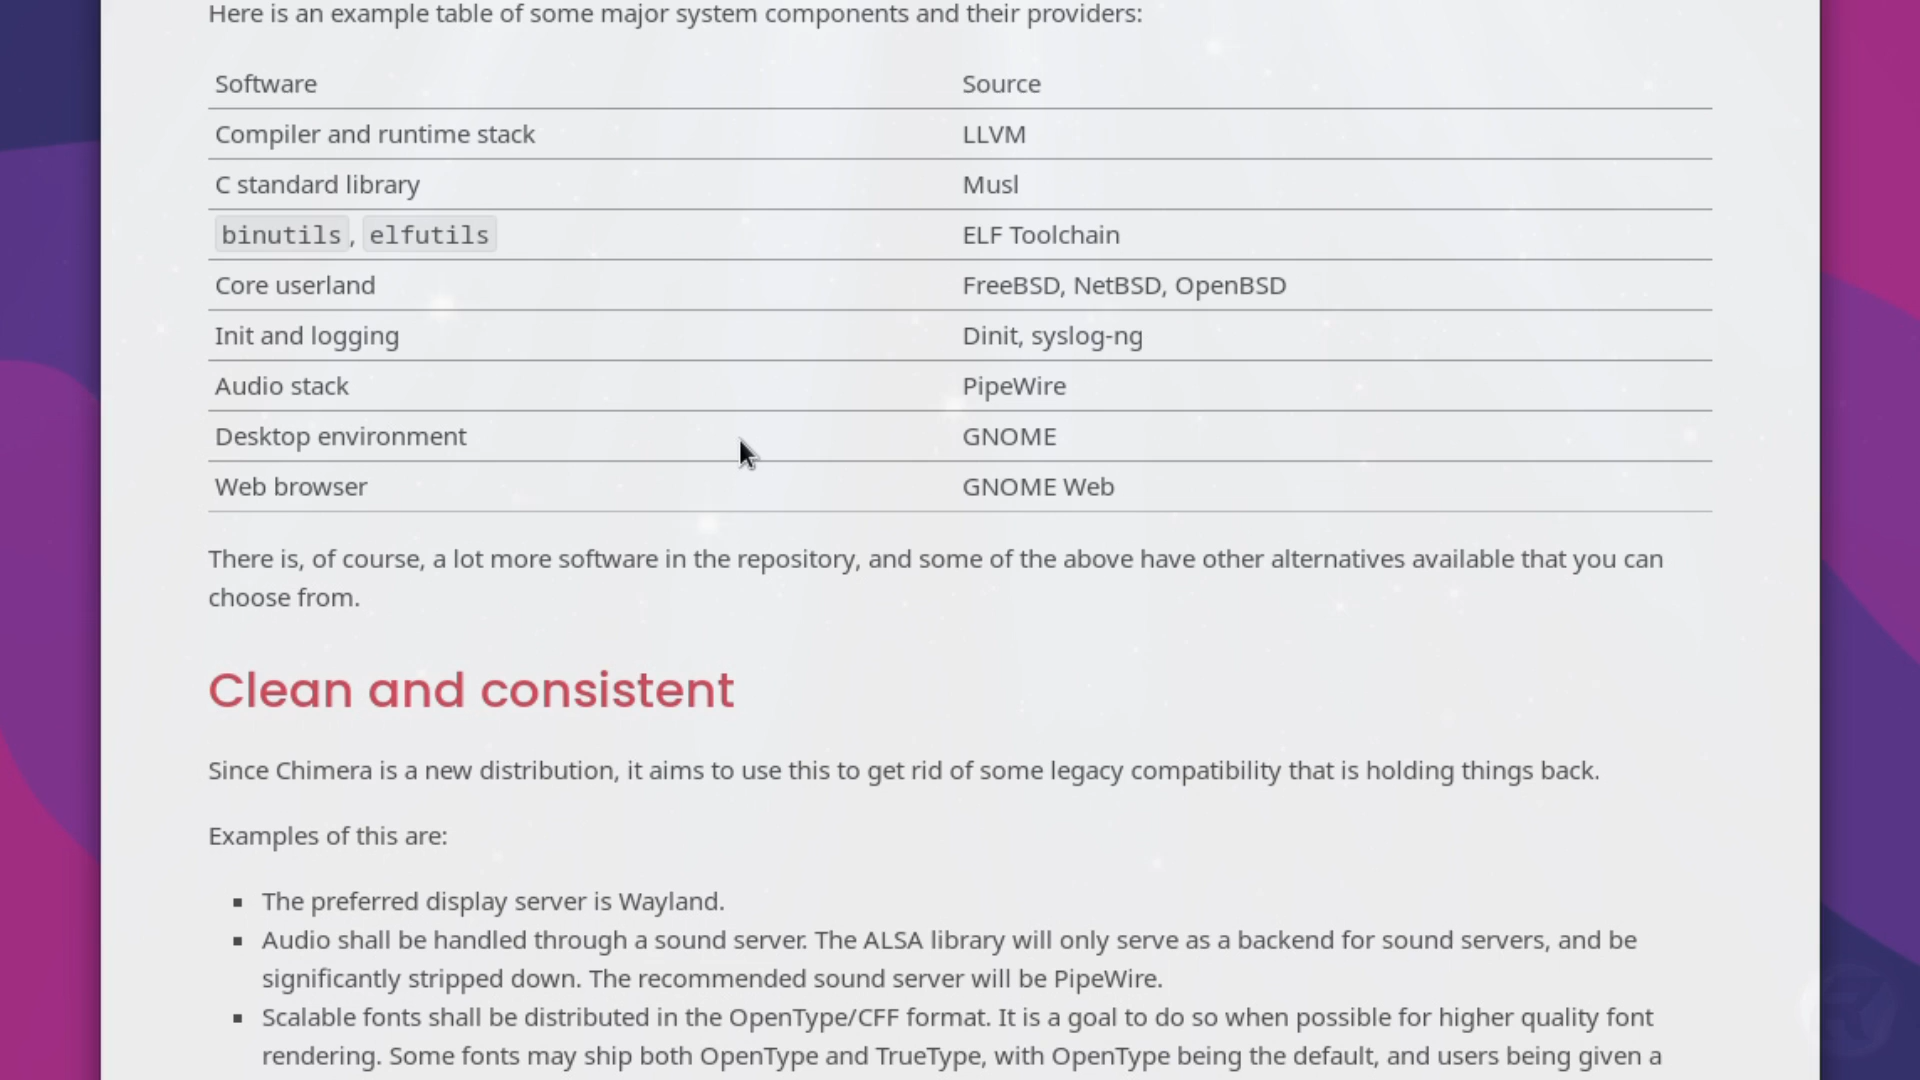 Here is an example table of some major system components and their providers:
Software Source
Compiler and runtime stack LLVM
C standard library Musl
binutils, elfutils ELF Toolchain
Core userland FreeBSD, NetBSD, OpenBSD
Init and logging Dinit, syslog-ng
Audio stack PipeWire
Desktop environment GNOME
Web browser GNOME Web
There is, of course, a lot more software in the repository, and some of the above have other alternatives available that you can
choose from.
Clean and consistent
Since Chimera is a new distribution, it aims to use this to get rid of some legacy compatibility that is holding things back.
Examples of this are:
▪ The preferred display server is Wayland.
▪ Audio shall be handled through a sound server. The ALSA library will only serve as a backend for sound servers, and be
significantly stripped down. The recommended sound server will be PipeWire.
▪ Scalable fonts shall be distributed in the OpenType/CFF format. It is a goal to do so when possible for higher quality font
rendering. Some fonts may ship both OpenType and TrueType, with OpenType being the default, and users being given a